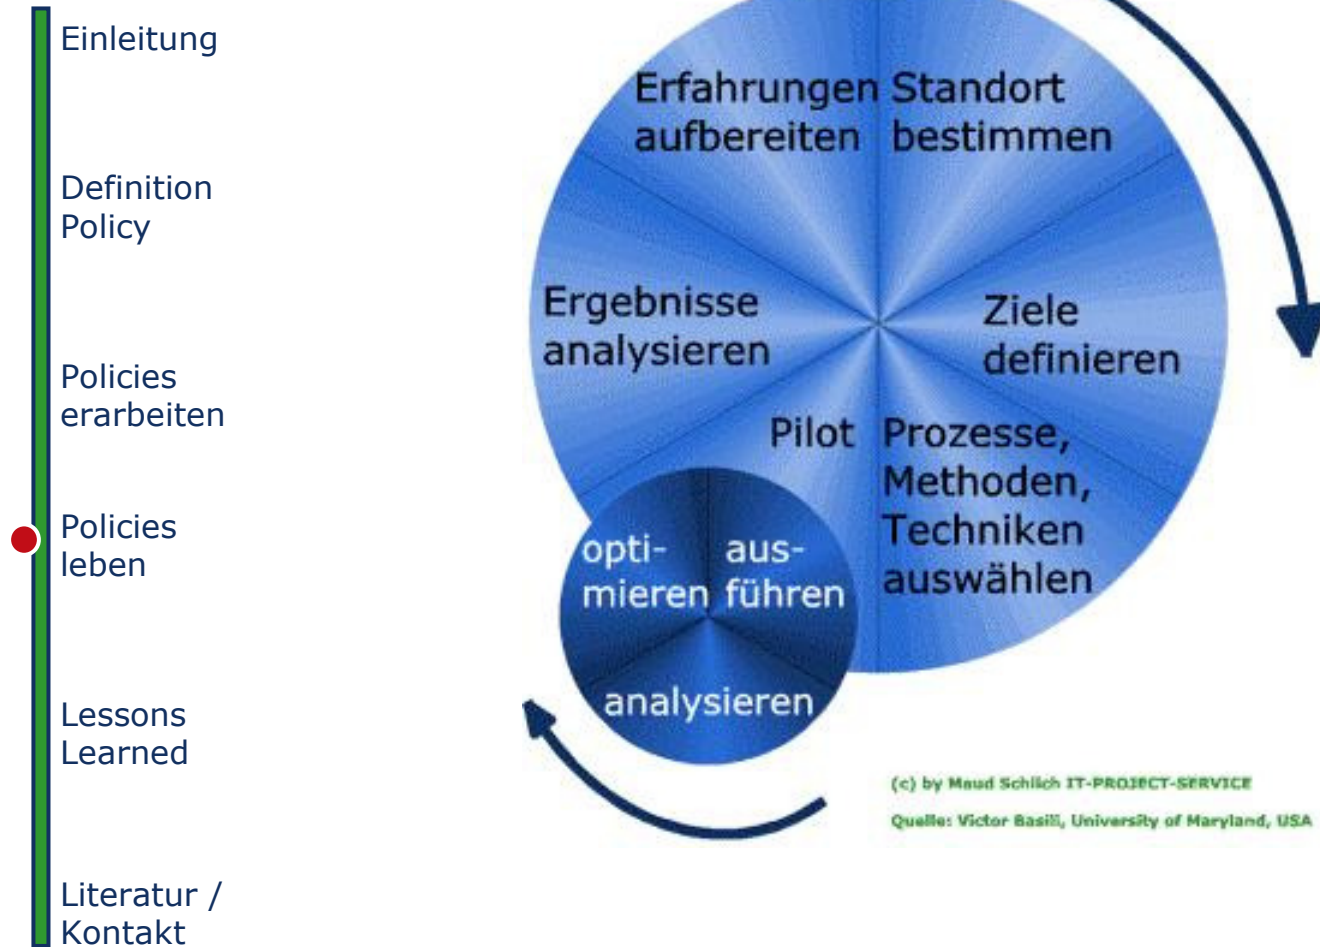 Einleitung
Definition
Policy
Policies
erarbeiten
Policies
leben
Lessons
Learned
Literatur /
Kontakt
Erfahrungen
aufbereiten
Standort
bestimmen
Ergebnisse
analysieren
Ziele
definieren
Pilot
Prozesse,
Methoden,
Techniken
auswählen
opti-
mieren
aus-
führen
analysieren
(c) by Maud Schlich IT-PROJECT-SERVICE
Quelle: Victor Basili, University of Maryland, USA